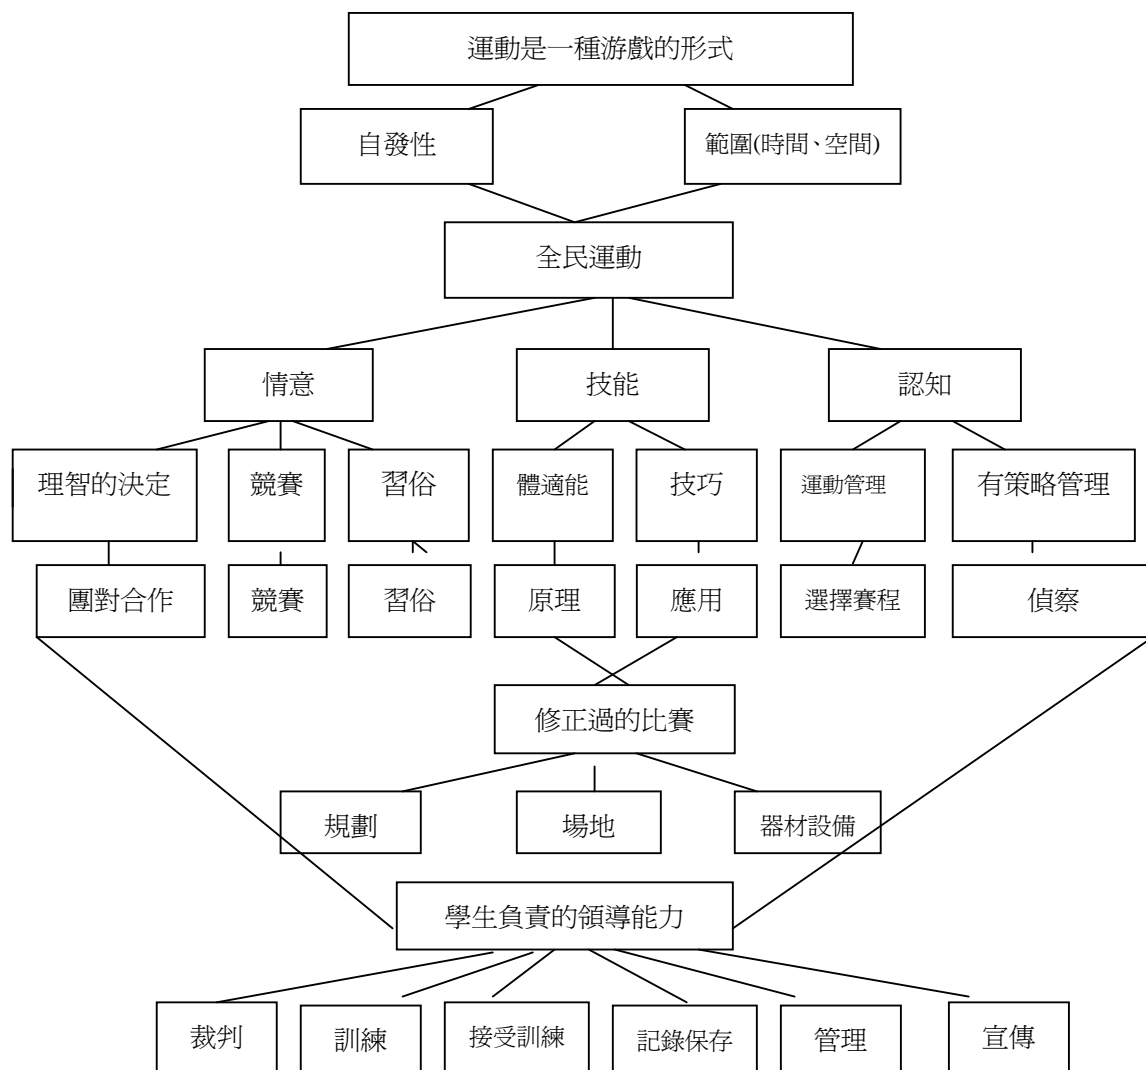 運動是一種游戲的形式
自發性
範圍(時間、空間)
全民運動
情意
技能
認知
理智的決定
競賽
習俗
體適能
技巧
運動管理
有策略管理
團對合作
競賽
習俗
原理
應用
選擇賽程
偵察
修正過的比賽
規劃
場地
器材設備
學生負責的領導能力
裁判
訓練
接受訓練
記錄保存
管理
宣傳